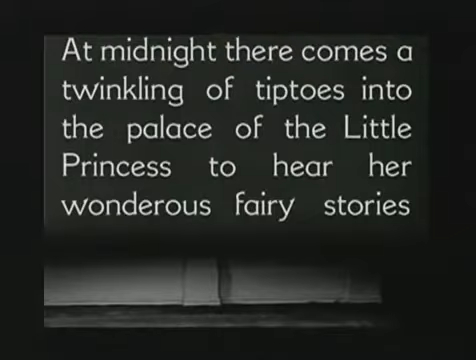 At midnight there comes a
twinkling of tiptoes into
the palace of the Little
Princess to hear her
wonderous fairy stories